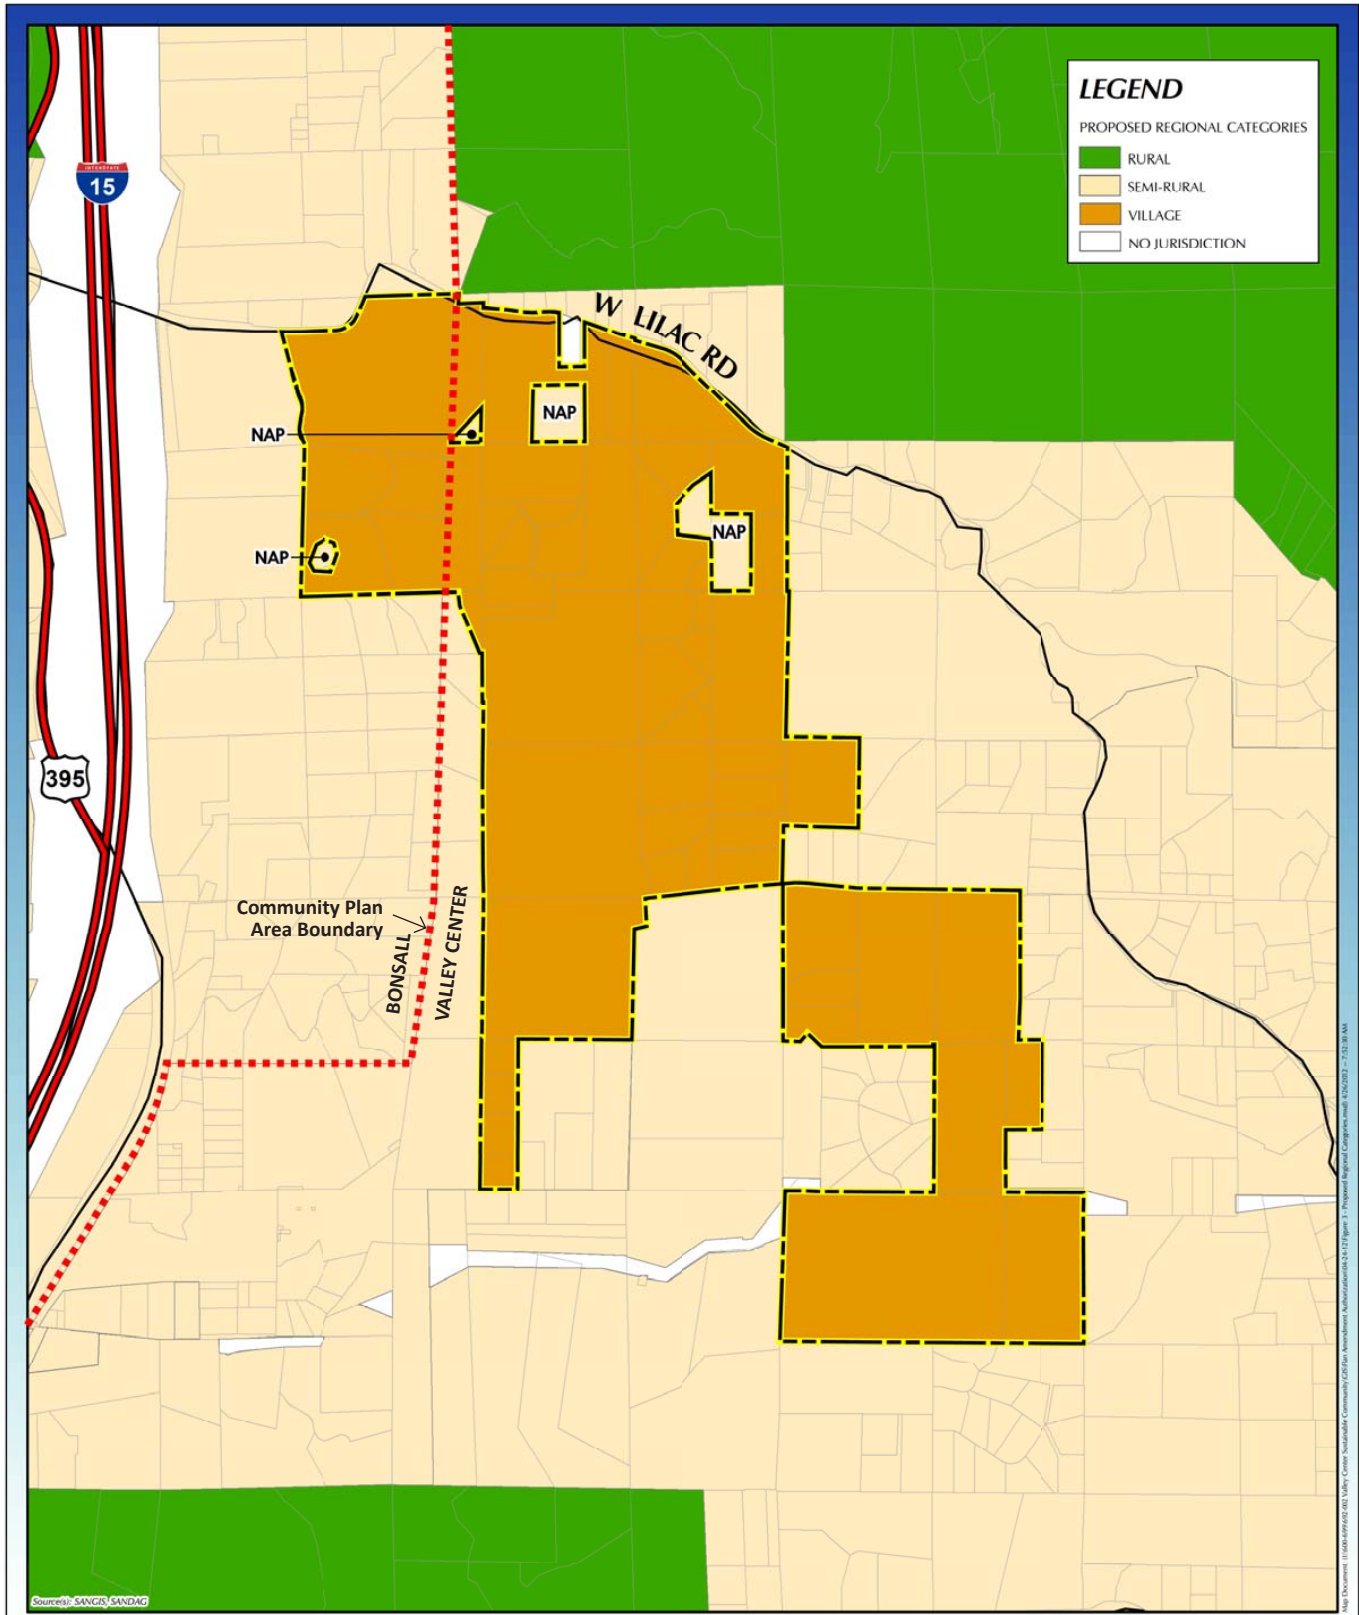 LEGEND
PROPOSED REGIONAL CATEGORIES
RURAL
SEMI-RURAL
VILLAGE
NO JURISDICTION
INTERSTATE
15
W LILAC RD
NAP
NAP
NAP
NAP
395
Community Plan
Area Boundary
BONSALL
VALLEY CENTER
Source(s): SANGIS, SANDAG